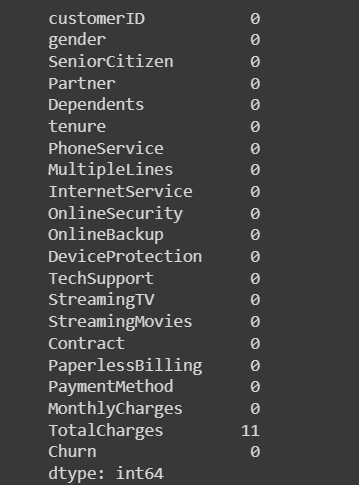 customerID 0
gender 0
SeniorCitizen 0
Partner 0
Dependents 0
tenure 0
PhoneService 0
MultipleLines 0
InternetService 0
OnlineSecurity 0
OnlineBackup 0
DeviceProtection 0
TechSupport 0
StreamingTV 0
StreamingMovies 0
Contract 0
PaperlessBilling 0
PaymentMethod 0
MonthlyCharges 0
TotalCharges 11
Churn 0
dtype: int64